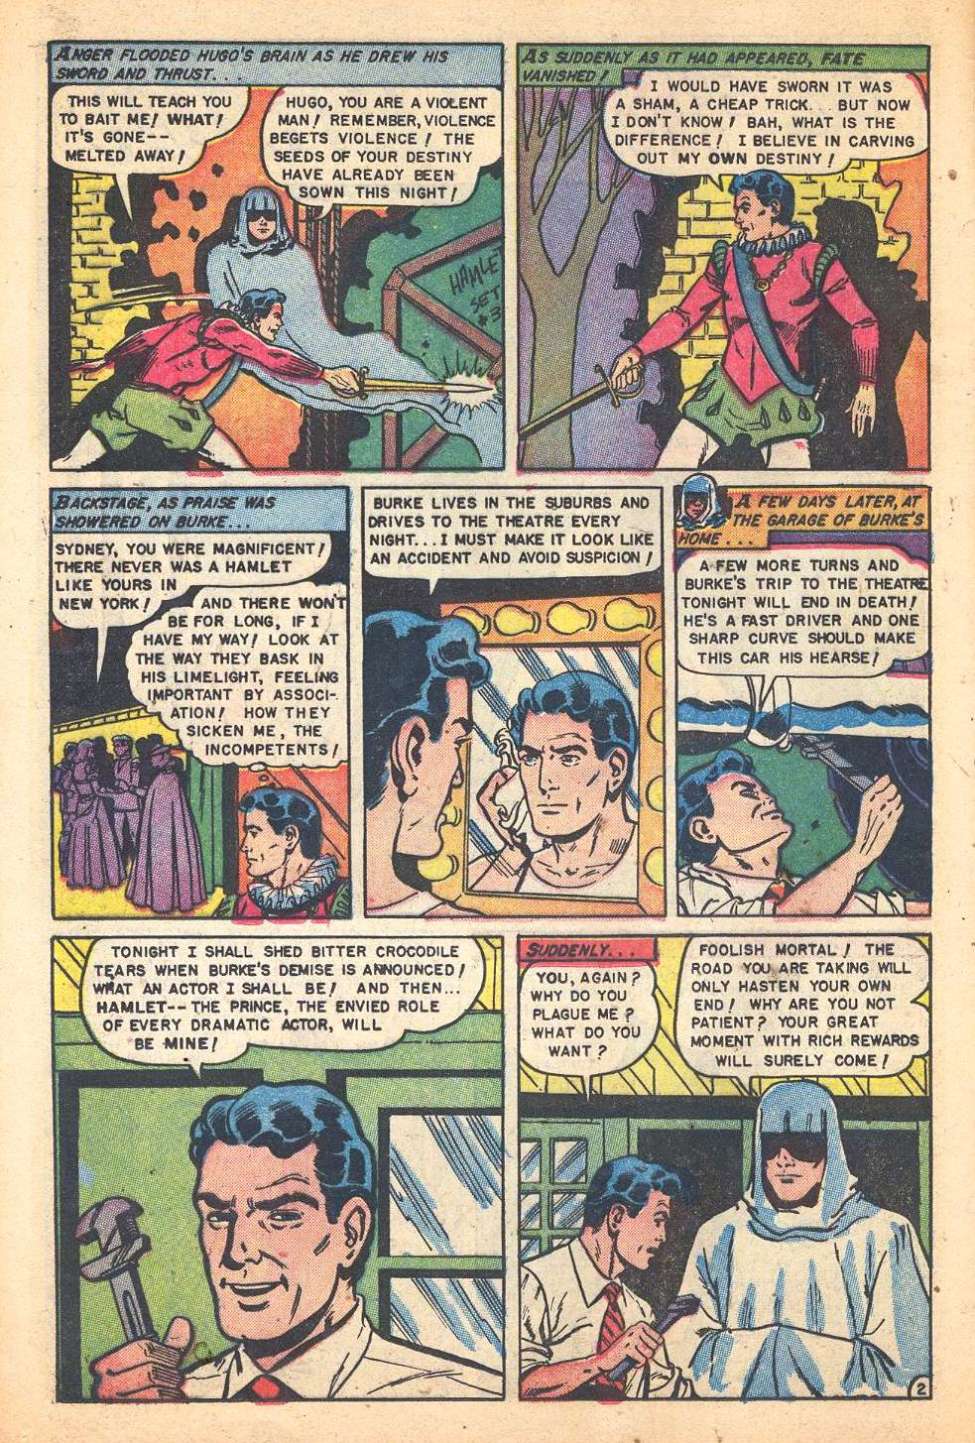 ANGER FLOODED HUGO'S BRAIN AS HE DREW HIS
SWORD AND THRUST...
THIS WILL TEACH YOU
TO BAIT ME! WHAT!
IT'S GONE--
MELTED AWAY!
HUGO, YOU ARE A VIOLENT
MAN! REMEMBER, VIOLENCE
BEGETS VIOLENCE! THE
SEEDS OF YOUR DESTINY
HAVE ALREADY BEEN
SOWN THIS NIGHT!
HAMLET
SET
#3
AS SUDDENLY AS IT HAD APPEARED, FATE
VANISHED!
I WOULD HAVE SWORN IT WAS
A SHAM, A CHEAP TRICK... BUT NOW
I DON'T KNOW! BAH, WHAT IS THE
DIFFERENCE! I BELIEVE IN CARVING
OUT MY OWN DESTINY!
BACKSTAGE, AS PRAISE WAS
SHOWERED ON BURKE...
SYDNEY, YOU WERE MAGNIFICENT!
THERE NEVER WAS A HAMLET
LIKE YOURS IN
NEW YORK!
AND THERE WON'T
BE FOR LONG, IF I
HAVE MY WAY! LOOK AT
THE WAY THEY BASK IN
HIS LIMELIGHT, FEELING
IMPORTANT BY ASSOCI-
ATION! HOW THEY
SICKEN ME, THE
INCOMPETENTS!
BURKE LIVES IN THE SUBURBS AND
DRIVES TO THE THEATRE EVERY
NIGHT...I MUST MAKE IT LOOK LIKE
AN ACCIDENT AND AVOID SUSPICION!
A FEW DAYS LATER, AT
THE GARAGE OF BURKE'S
HOME...
A FEW MORE TURNS AND
BURKE'S TRIP TO THE THEATRE
TONIGHT WILL END IN DEATH!
HE'S A FAST DRIVER AND ONE
SHARP CURVE SHOULD MAKE
THIS CAR HIS HEARSE!
TONIGHT I SHALL SHED BITTER CROCODILE
TEARS WHEN BURKE'S DEMISE IS ANNOUNCED!
WHAT AN ACTOR I SHALL BE! AND THEN...
HAMLET-- THE PRINCE, THE ENVIED ROLE
OF EVERY DRAMATIC ACTOR, WILL
BE MINE!
SUDDENLY...
YOU, AGAIN?
WHY DO YOU
PLAGUE ME?
WHAT DO YOU
WANT?
FOOLISH MORTAL! THE
ROAD YOU ARE TAKING WILL
ONLY HASTEN YOUR OWN
END! WHY ARE YOU NOT
PATIENT? YOUR GREAT
MOMENT WITH RICH REWARDS
WILL SURELY COME!
2